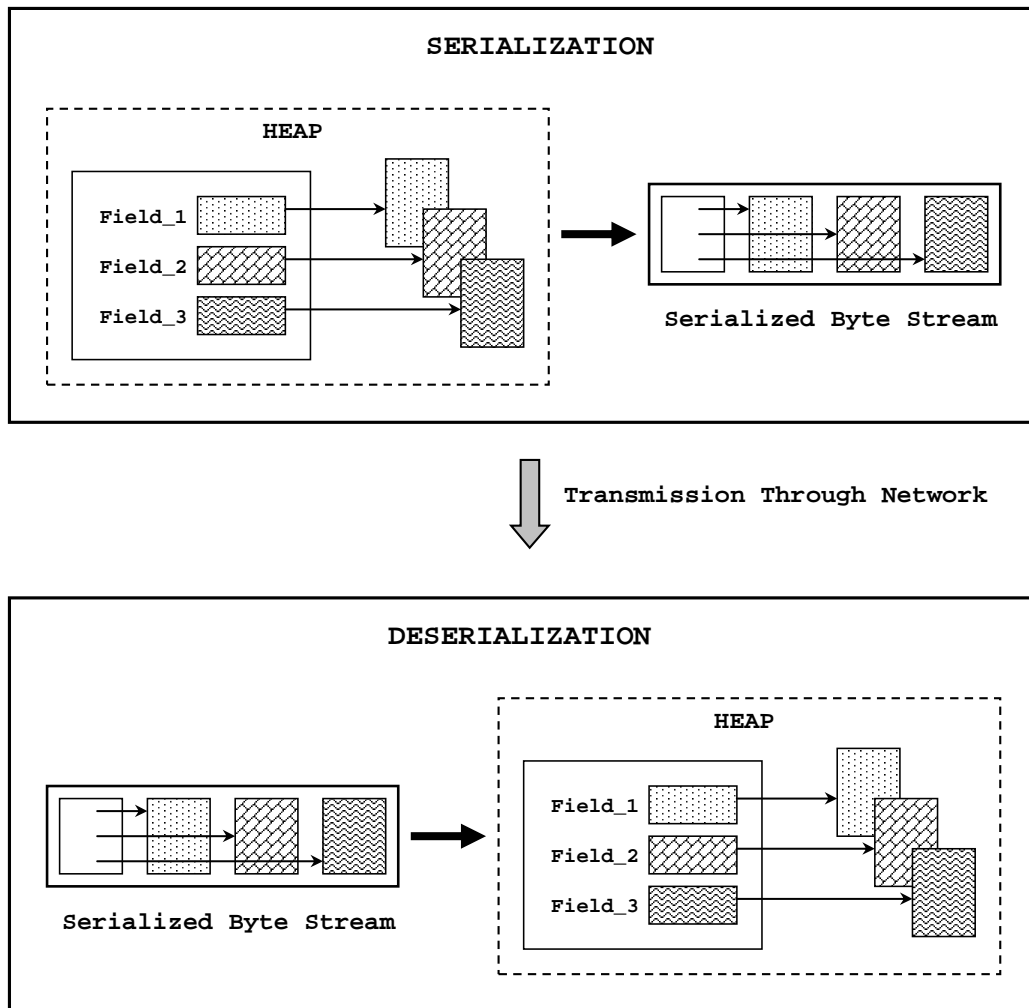 SERIALIZATION
HEAP
Field_1
Field_2
Field_3
Serialized Byte Stream
Transmission Through Network
DESERIALIZATION
HEAP
Field_1
Field_2
Field_3
Serialized Byte Stream